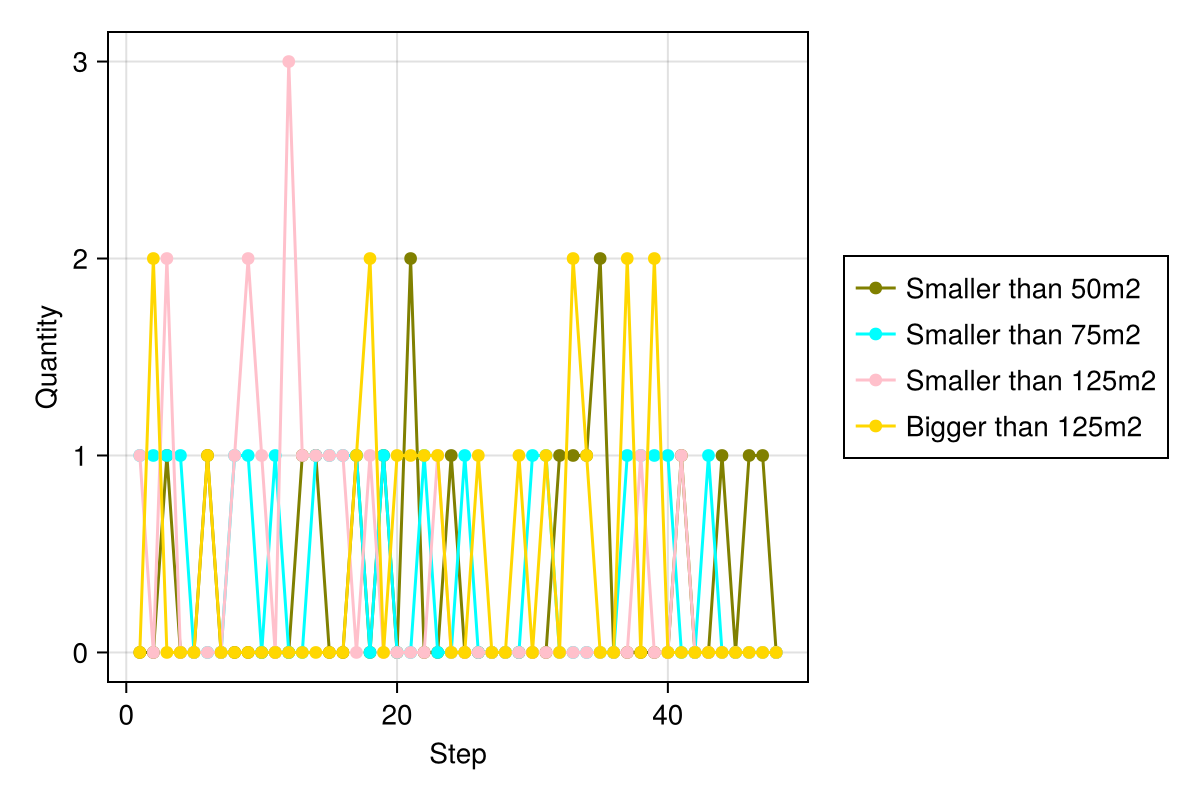 3
2
1
0
Quantity
0 20 40
Step
Smaller than 50m2
Smaller than 75m2
Smaller than 125m2
Bigger than 125m2